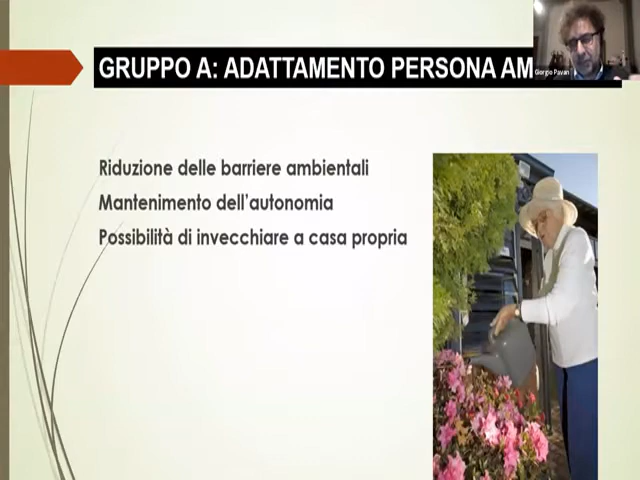 GRUPPO A: ADATTAMENTO PERSONA AM
Giorgio Pavan
Riduzione delle barriere ambientali
Mantenimento dell'autonomia
Possibilità di invecchiare a casa propria